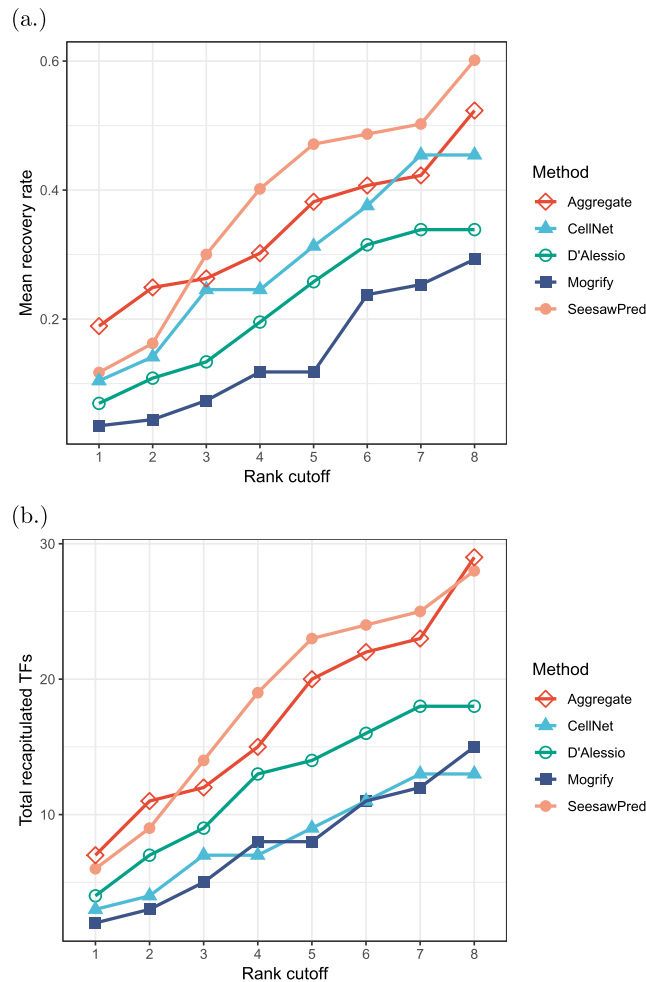 (a.)
0.6
0.4
0.2
Mean recovery rate
1 2 3 4 5 6 7 8
Rank cutoff
Method
Aggregate
CellNet
D'Alessio
Mogrify
SeesawPred
(b.)
30
20
10
Total recapitulated TFs
1 2 3 4 5 6 7 8
Rank cutoff
Method
Aggregate
CellNet
D'Alessio
Mogrify
SeesawPred